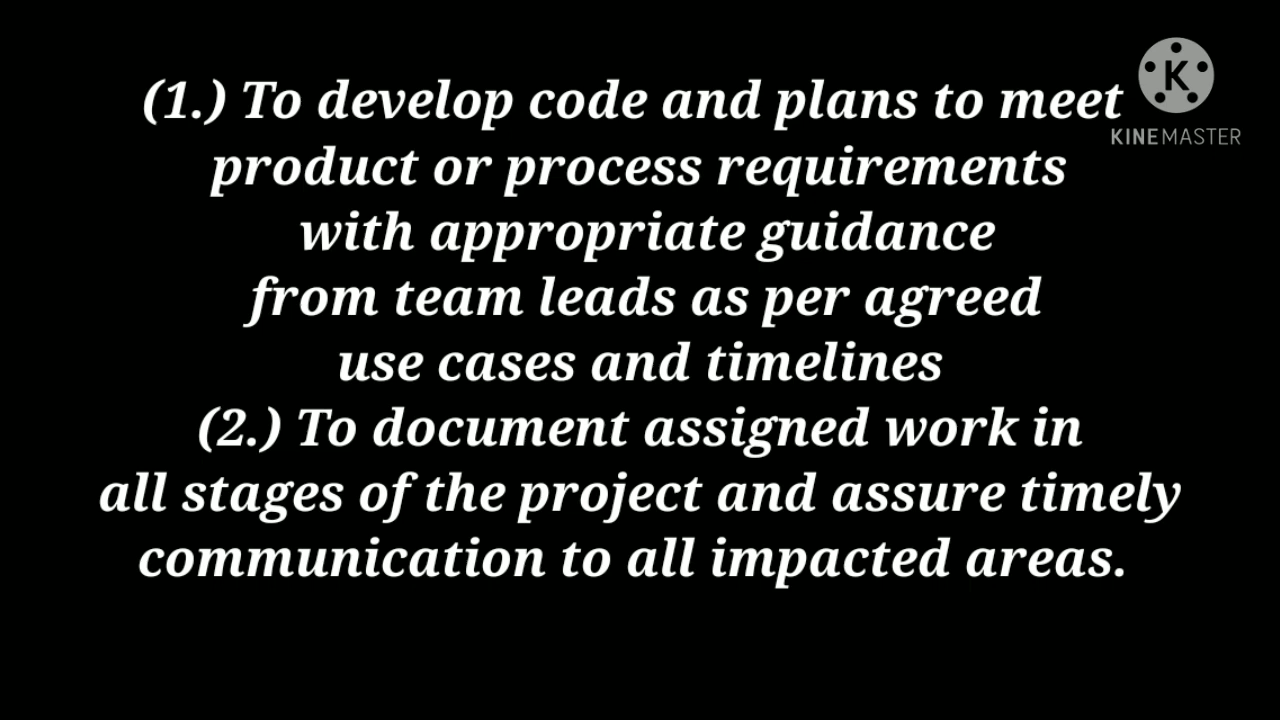 (1.) To develop code and plans to meet
product or process requirements
with appropriate guidance
from team leads as per agreed
use cases and timelines
(2.) To document assigned work in
all stages of the project and assure timely
communication to all impacted areas.
K
KINEMASTER